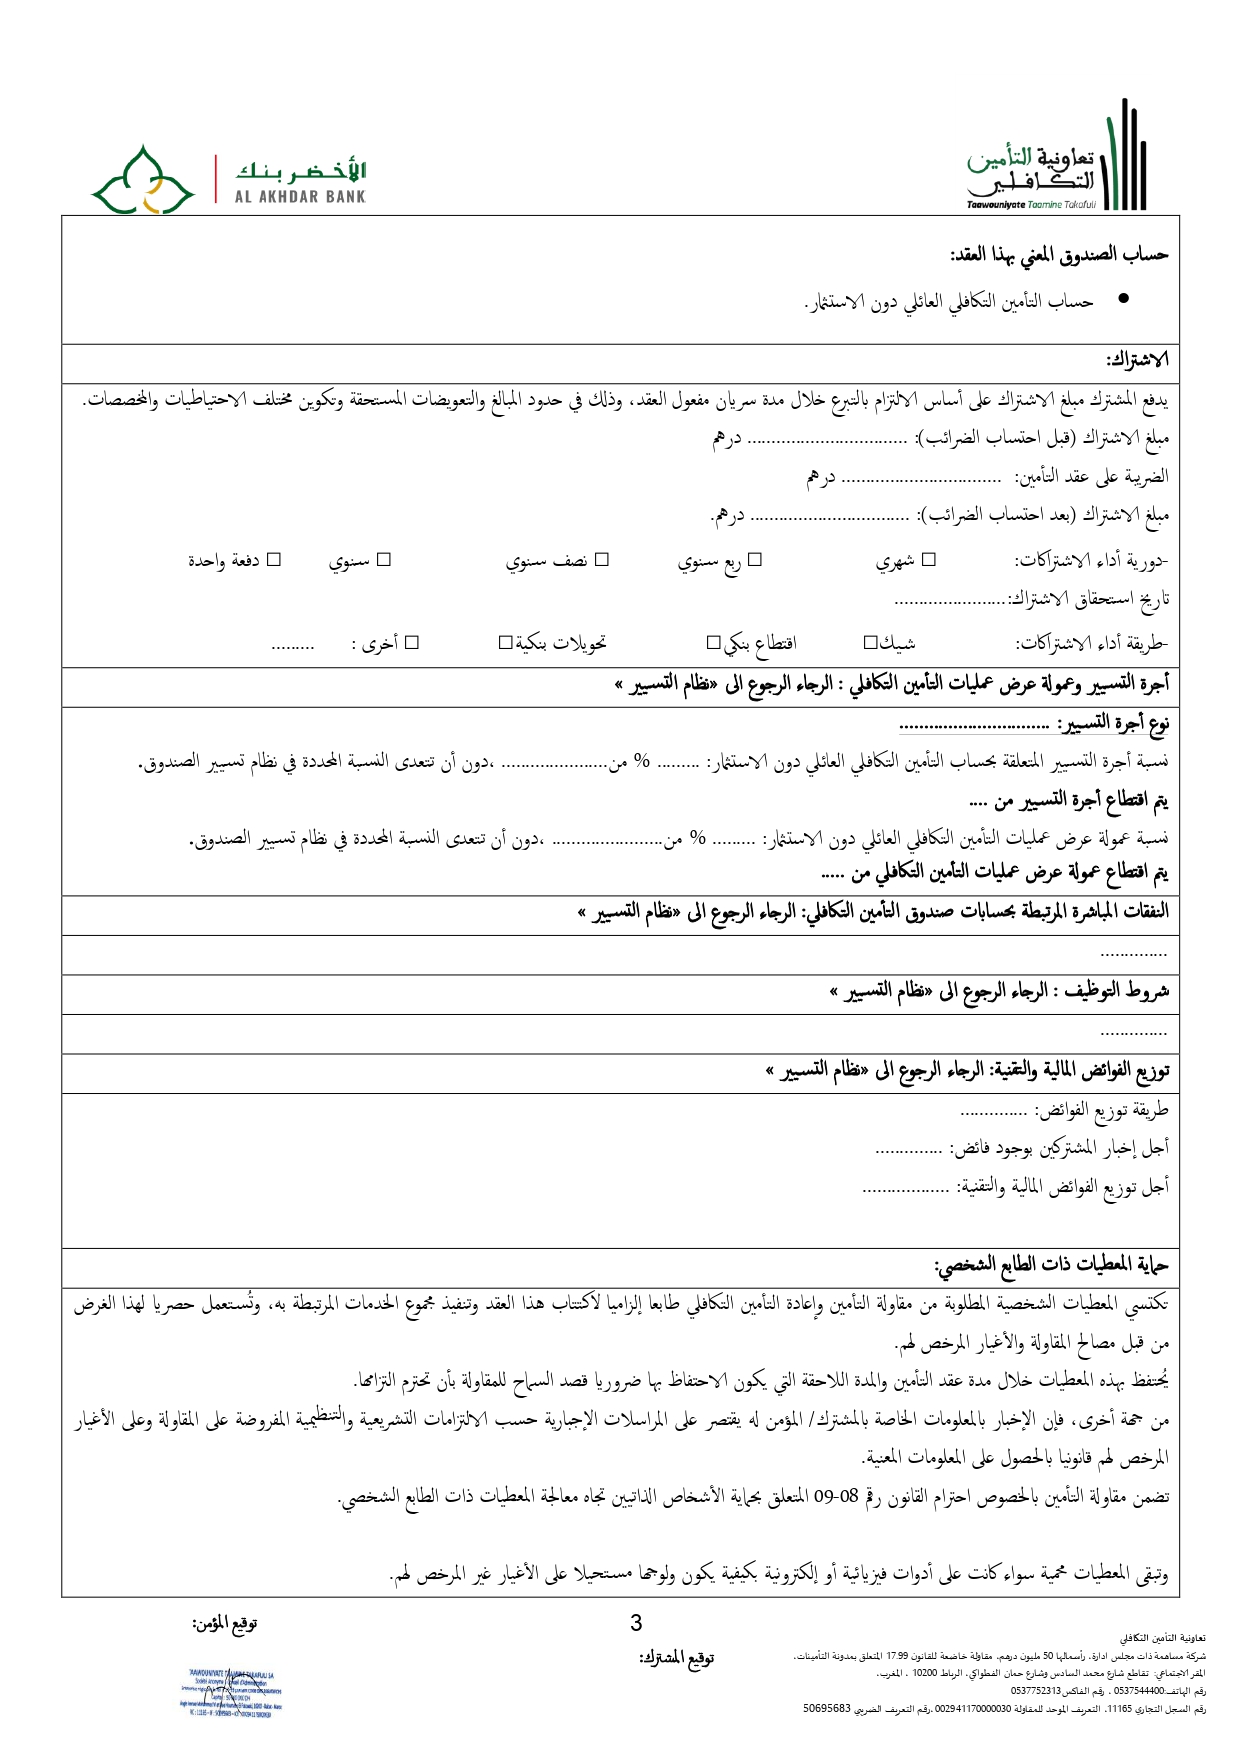 الأخضر بنك
AL AKHDAR BANK
تعاونية التأمين
التكافلي
Taawouniyate Taamine Takafuli
حساب الصندوق المعني بهذا العقد:
● حساب التأمين التكافلي العائلي دون الاستثمار.
الاشتراك:
يدفع المشترك مبلغ الاشتراك على أساس الالتزام بالتبرع خلال مدة سريان مفعول العقد، وذلك في حدود المبالغ والتعويضات المستحقة وتكوين مختلف الاحتياطيات والمخصصات.
مبلغ الاشتراك (قبل احتساب الضرائب): ................................. درهم
الضريبة على عقد التأمين: ................................. درهم
مبلغ الاشتراك (بعد احتساب الضرائب): ................................. درهم.
-دورية أداء الاشتراكات: ☐ شهري ☐ ربع سنوي ☐ نصف سنوي ☐ سنوي ☐ دفعة واحدة
تاريخ استحقاق الاشتراك:.......................
-طريقة أداء الاشتراكات: شيك☐ اقتطاع بنكي☐ تحويلات بنكية☐ ☐ أخرى : .........
أجرة التسيير وعمولة عرض عمليات التأمين التكافلي : الرجاء الرجوع الى «نظام التسيير »
نوع أجرة التسيير: ..............................
نسبة أجرة التسيير المتعلقة بحساب التأمين التكافلي العائلي دون الاستثمار: ......... % من...................... ،دون أن تتعدى النسبة المحددة في نظام تسيير الصندوق.
يتم اقتطاع أجرة التسيير من ....
نسبة عمولة عرض عمليات التأمين التكافلي العائلي دون الاستثمار: ......... % من....................... ،دون أن تتعدى النسبة المحددة في نظام تسيير الصندوق.
يتم اقتطاع عمولة عرض عمليات التأمين التكافلي من .....
النفقات المباشرة المرتبطة بحسابات صندوق التأمين التكافلي: الرجاء الرجوع الى «نظام التسيير »
..............
شروط التوظيف : الرجاء الرجوع الى «نظام التسيير »
..............
توزيع الفوائض المالية والتقنية: الرجاء الرجوع الى «نظام التسيير »
طريقة توزيع الفوائض: ..............
أجل إخبار المشتركين بوجود فائض: ..............
أجل توزيع الفوائض المالية والتقنية: ..................
حماية المعطيات ذات الطابع الشخصي:
تكتسي المعطيات الشخصية المطلوبة من مقاولة التأمين وإعادة التأمين التكافلي طابعا إلزاميا لاكتتاب هذا العقد وتنفيذ مجموع الخدمات المرتبطة به، وتُستعمل حصريا لهذا الغرض
من قبل مصالح المقاولة والأغيار المرخص لهم.
يُحتفظ بهذه المعطيات خلال مدة عقد التأمين والمدة اللاحقة التي يكون الاحتفاظ بها ضروريا قصد السماح للمقاولة بأن تحترم التزامها.
من جهة أخرى، فإن الإخبار بالمعلومات الخاصة بالمشترك/ المؤمن له يقتصر على المراسلات الإجبارية حسب الالتزامات التشريعية والتنظيمية المفروضة على المقاولة وعلى الأغيار
المرخص لهم قانونيا بالحصول على المعلومات المعنية.
تضمن مقاولة التأمين بالخصوص احترام القانون رقم 08-09 المتعلق بحماية الأشخاص الذاتيين تجاه معالجة المعطيات ذات الطابع الشخصي.
وتبقى المعطيات محمية سواء كانت على أدوات فيزيائية أو إلكترونية بكيفية يكون ولوجها مستحيلا على الأغيار غير المرخص لهم.
توقيع المؤمن:
3
توقيع المشترك:
تعاونية التأمين التكافلي
شركة مساهمة ذات مجلس ادارة، رأسمالها 50 مليون درهم، مقاولة خاضعة للقانون 17.99 المتعلق بمدونة التأمينات،
المقر الاجتماعي: تقاطع شارع محمد السادس وشارع حمان الفطواكي، الرباط 10200 ، المغرب،
رقم الهاتف:0537544400 ، رقم الفاكس0537752313
رقم السجل التجاري 11165، التعريف الموحد للمقاولة 002941170000030 ،رقم التعريف الضريبي 50695683
TAAWOUNIYATE TAAMINE TAKAFULI SA